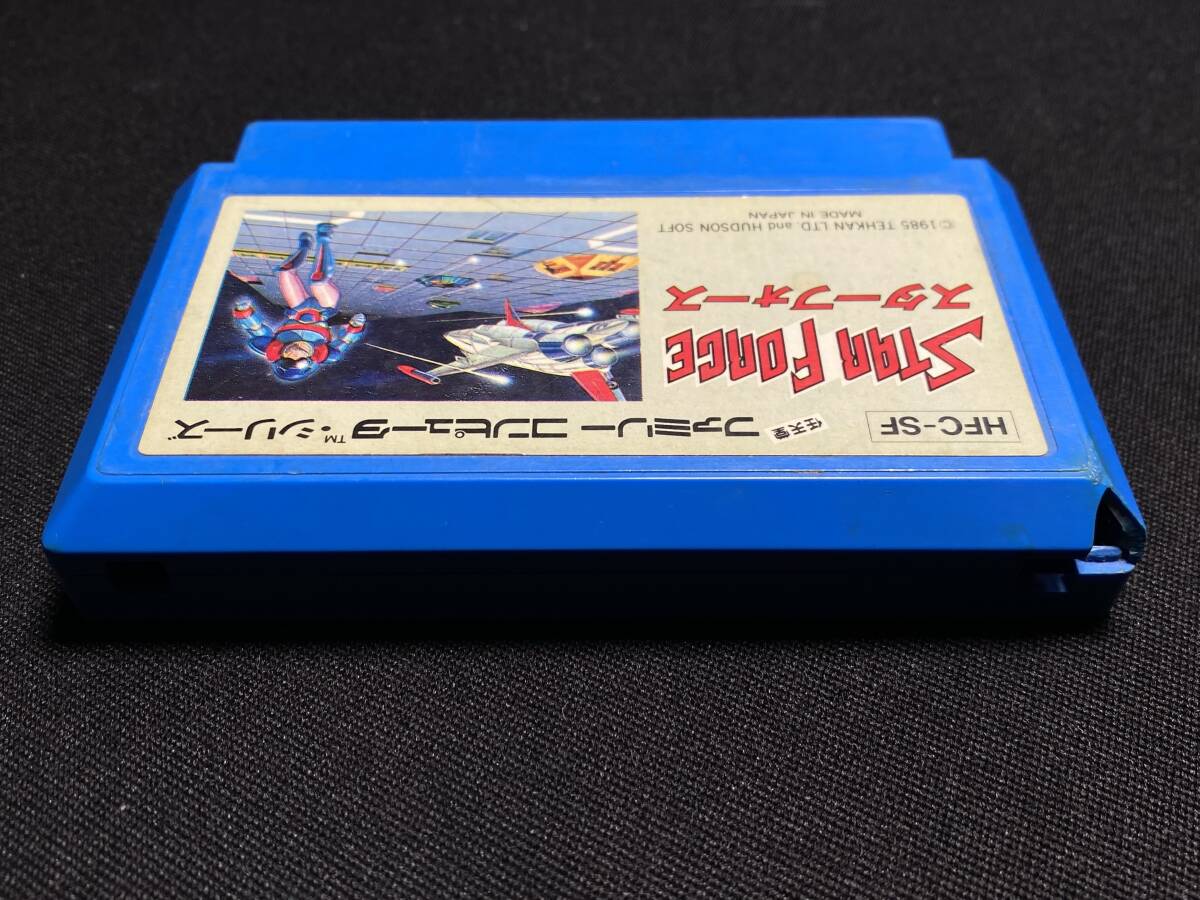 HFC-SF
任天堂 ファミリー コンピュータ™・シリーズ
STAR FORCE
スターフォース
©1985 TEHKAN LTD. and HUDSON SOFT
MADE IN JAPAN